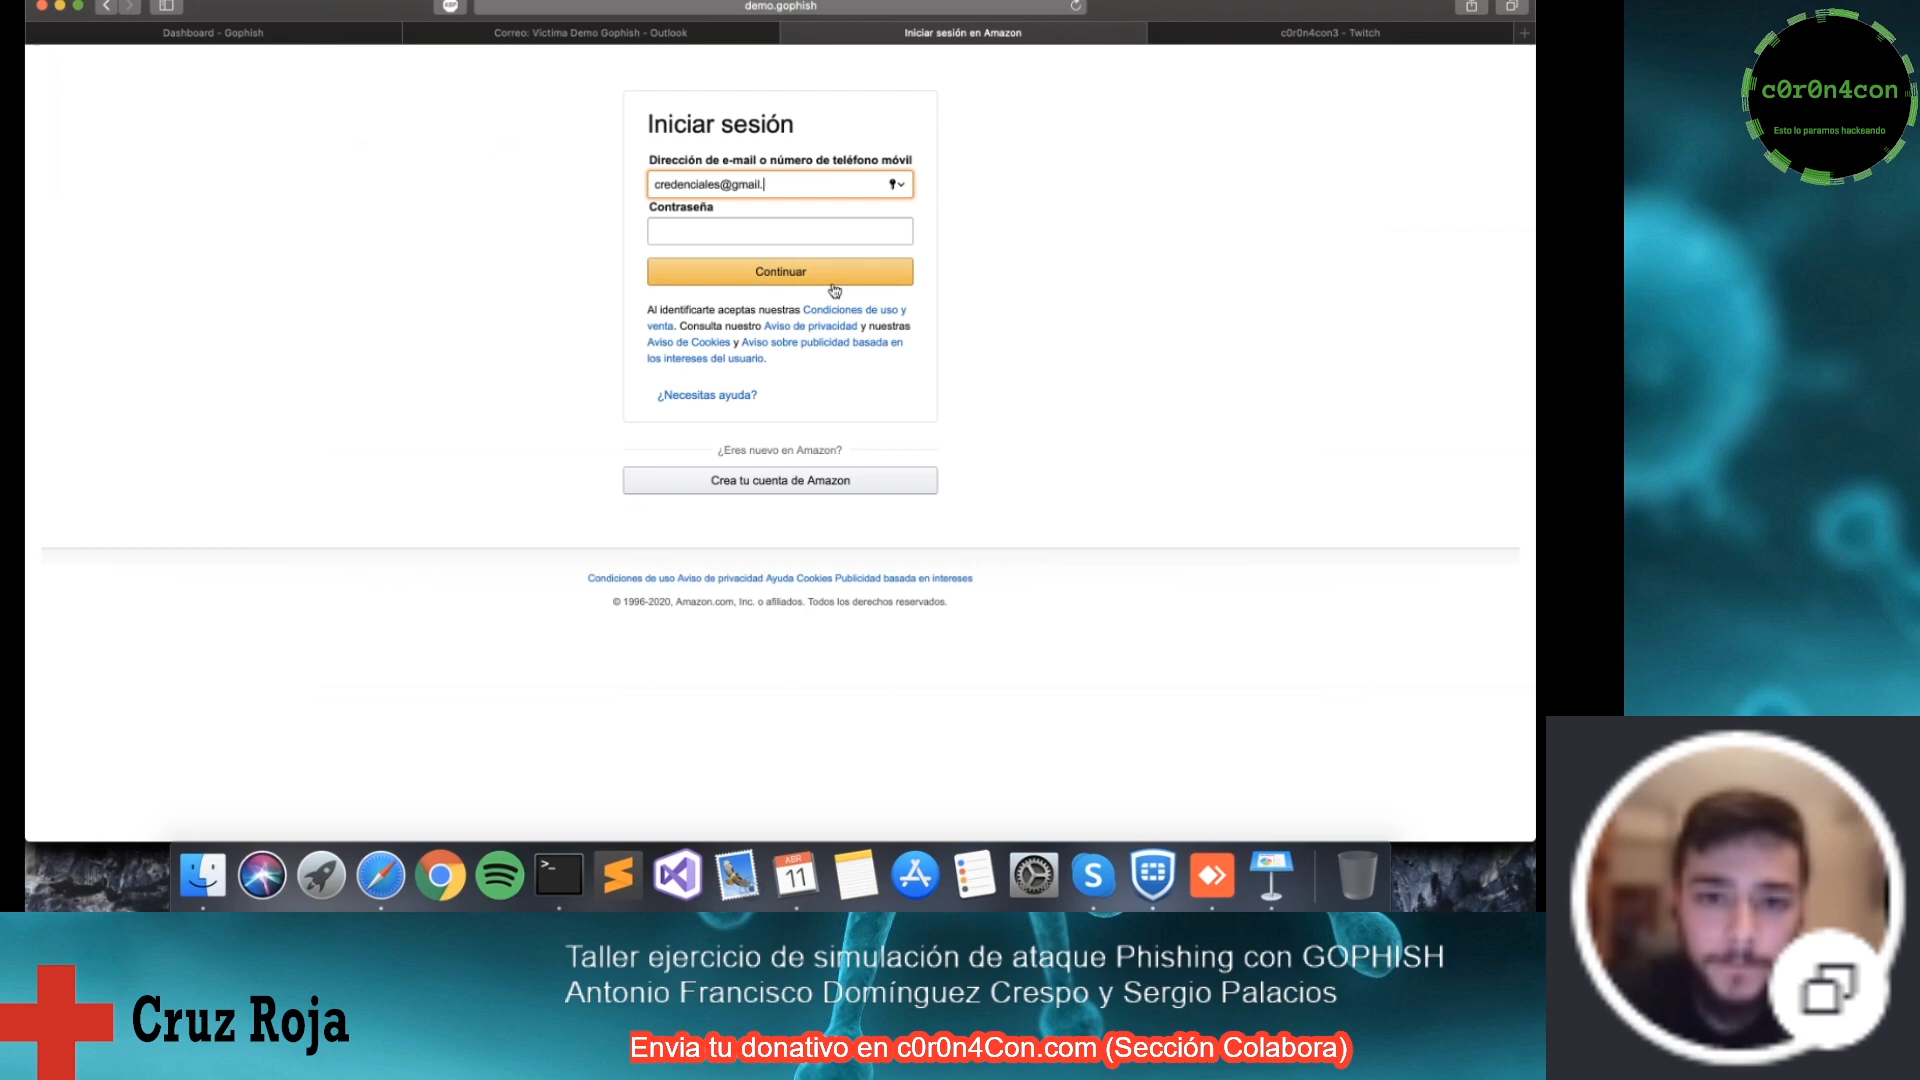 demo.gophish
Dashboard - Gophish
Correo: Víctima Demo Gophish - Outlook
Iniciar sesión en Amazon
c0r0n4con3 - Twitch
Iniciar sesión
Dirección de e-mail o número de teléfono móvil
credenciales@gmail.
Contraseña
Continuar
Al identificarte aceptas nuestras Condiciones de uso y
venta. Consulta nuestro Aviso de privacidad y nuestras
Aviso de Cookies y Aviso sobre publicidad basada en
los intereses del usuario.
¿Necesitas ayuda?
¿Eres nuevo en Amazon?
Crea tu cuenta de Amazon
Condiciones de uso Aviso de privacidad Ayuda Cookies Publicidad basada en intereses
© 1996-2020, Amazon.com, Inc. o afiliados. Todos los derechos reservados.
ABP
c0r0n4con
Esto lo paramos hackeando
ABR
11
Taller ejercicio de simulación de ataque Phishing con GOPHISH
Antonio Francisco Domínguez Crespo y Sergio Palacios
Cruz Roja
Envia tu donativo en c0r0n4Con.com (Sección Colabora)